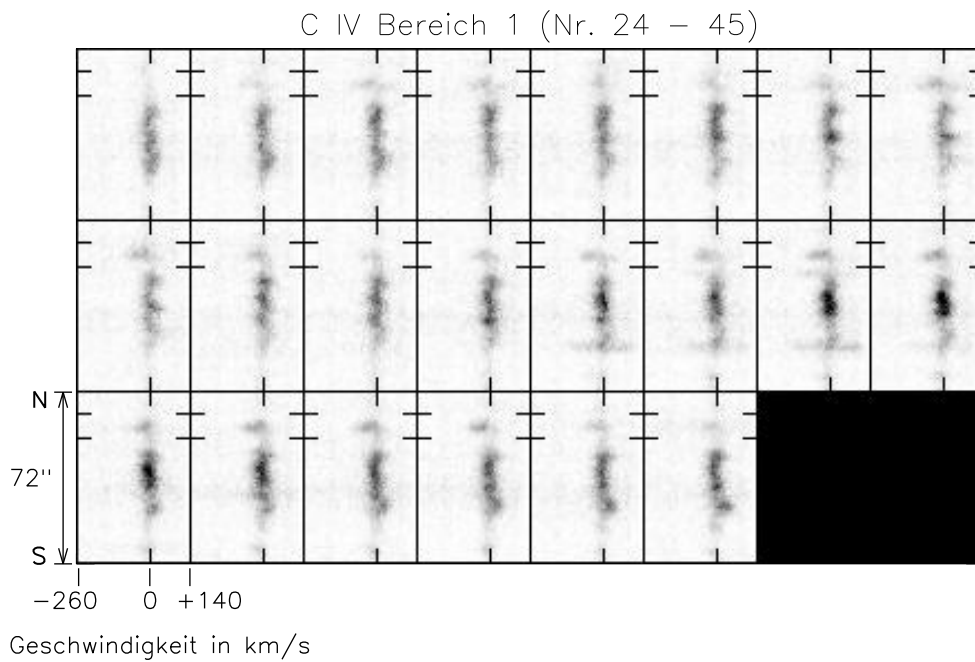 C IV Bereich 1 (Nr. 24 – 45)
N
72"
S
−260 0 +140
Geschwindigkeit in km/s